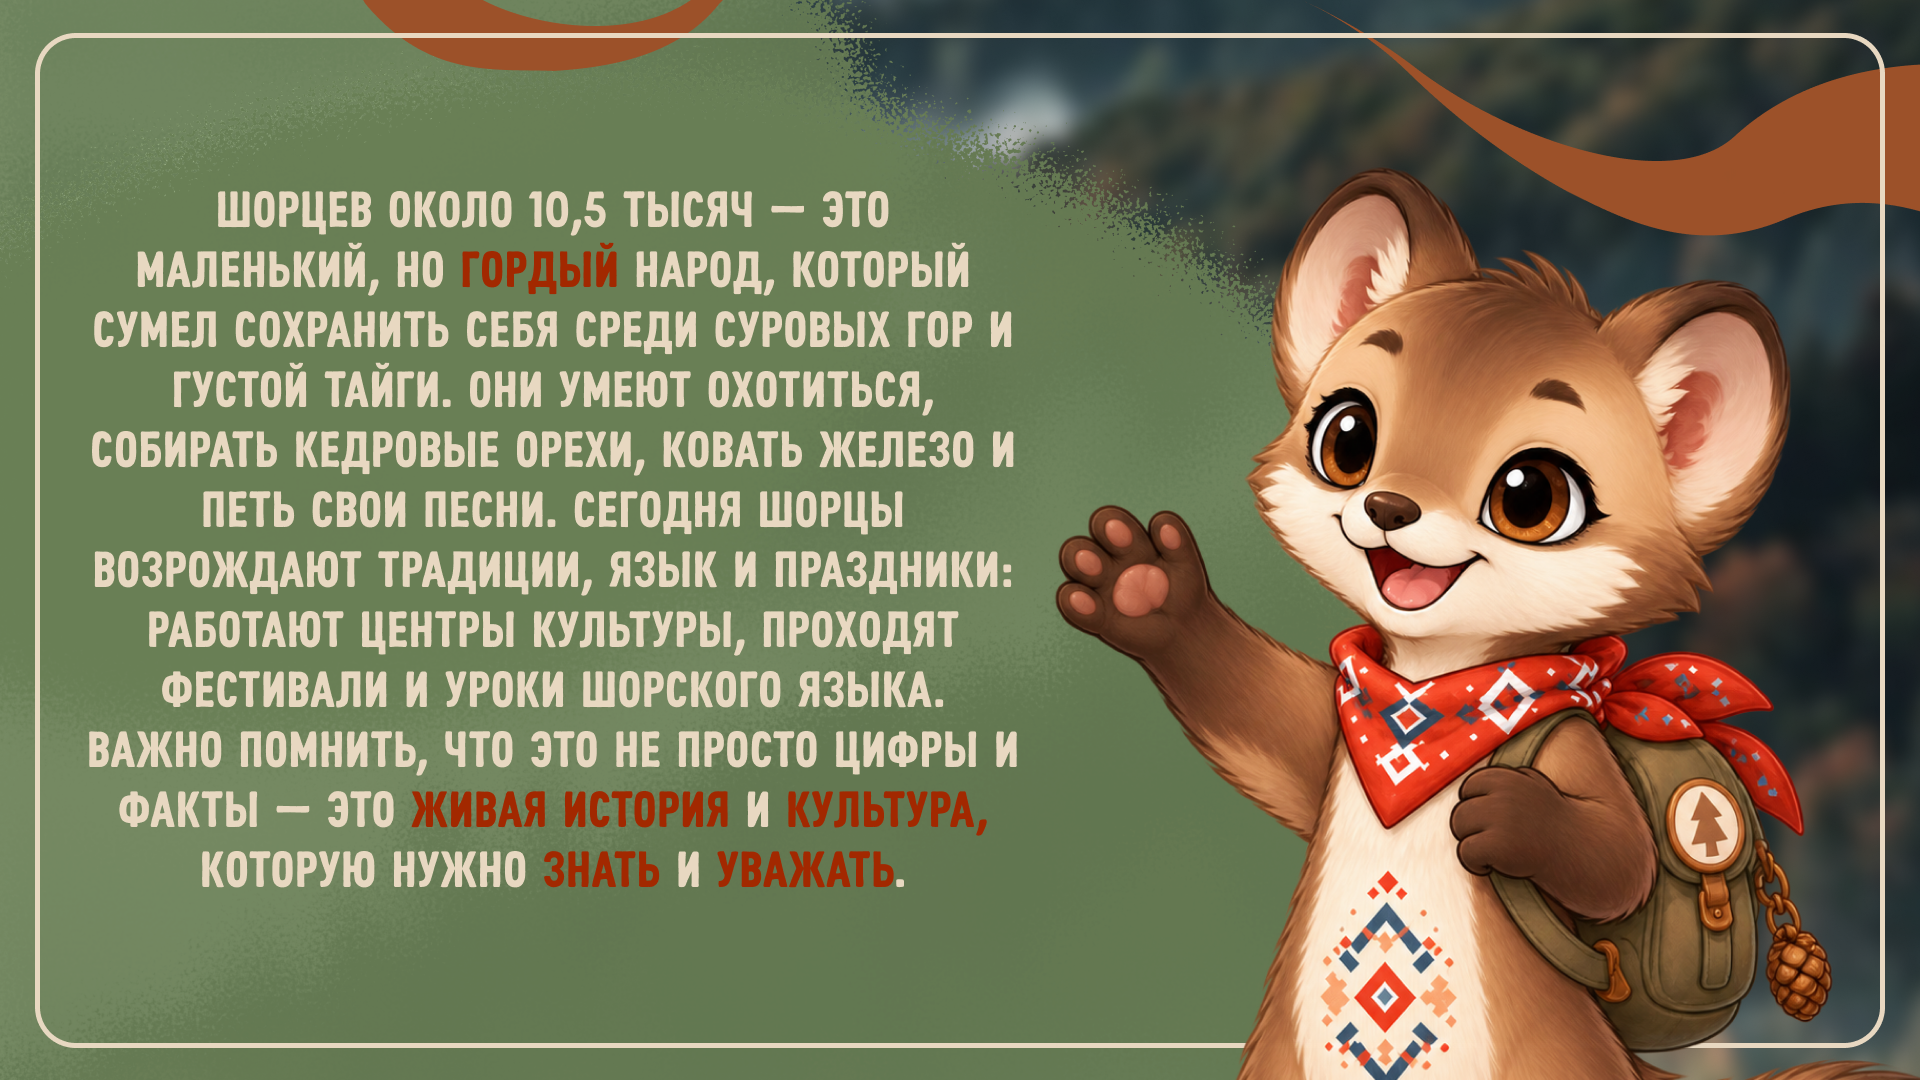 ШОРЦЕВ ОКОЛО 10,5 ТЫСЯЧ — ЭТО
МАЛЕНЬКИЙ, НО ГОРДЫЙ НАРОД, КОТОРЫЙ
СУМЕЛ СОХРАНИТЬ СЕБЯ СРЕДИ СУРОВЫХ ГОР И
ГУСТОЙ ТАЙГИ. ОНИ УМЕЮТ ОХОТИТЬСЯ,
СОБИРАТЬ КЕДРОВЫЕ ОРЕХИ, КОВАТЬ ЖЕЛЕЗО И
ПЕТЬ СВОИ ПЕСНИ. СЕГОДНЯ ШОРЦЫ
ВОЗРОЖДАЮТ ТРАДИЦИИ, ЯЗЫК И ПРАЗДНИКИ:
РАБОТАЮТ ЦЕНТРЫ КУЛЬТУРЫ, ПРОХОДЯТ
ФЕСТИВАЛИ И УРОКИ ШОРСКОГО ЯЗЫКА.
ВАЖНО ПОМНИТЬ, ЧТО ЭТО НЕ ПРОСТО ЦИФРЫ И
ФАКТЫ — ЭТО ЖИВАЯ ИСТОРИЯ И КУЛЬТУРА,
КОТОРУЮ НУЖНО ЗНАТЬ И УВАЖАТЬ.